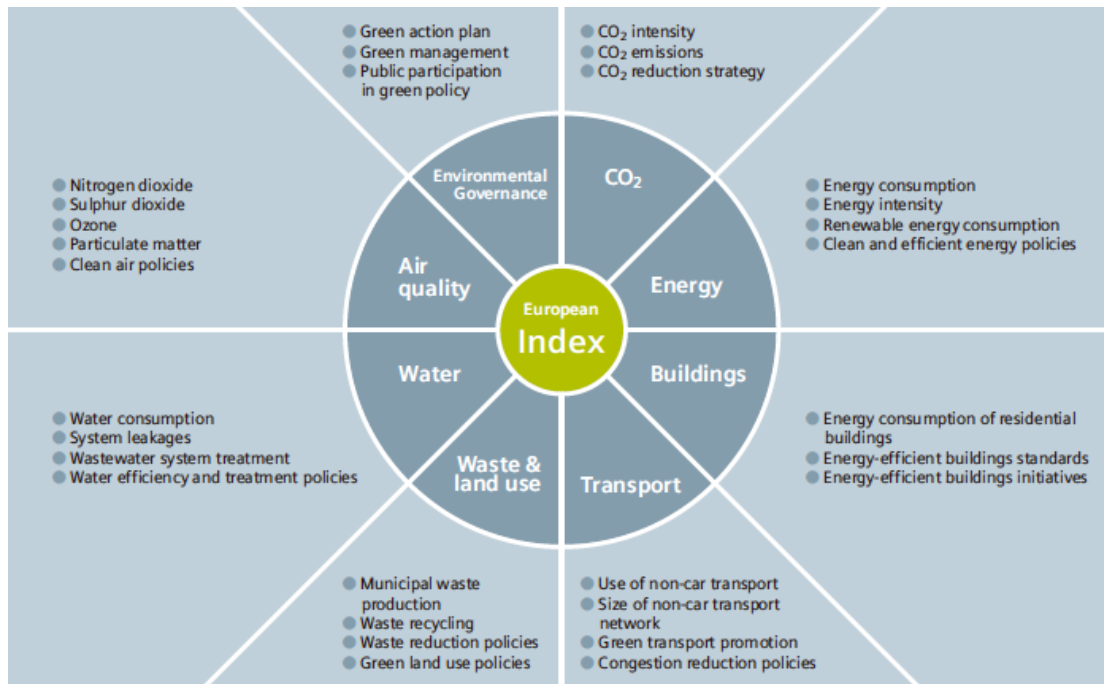 Green action plan
Green management
Public participation
in green policy
CO₂ intensity
CO₂ emissions
CO₂ reduction strategy
Nitrogen dioxide
Sulphur dioxide
Ozone
Particulate matter
Clean air policies
Environmental
Governance
CO₂
Energy consumption
Energy intensity
Renewable energy consumption
Clean and efficient energy policies
Air
quality
Energy
European
Index
Water
Buildings
Water consumption
System leakages
Wastewater system treatment
Water efficiency and treatment policies
Waste &
land use
Transport
Energy consumption of residential
buildings
Energy-efficient buildings standards
Energy-efficient buildings initiatives
Municipal waste
production
Waste recycling
Waste reduction policies
Green land use policies
Use of non-car transport
Size of non-car transport
network
Green transport promotion
Congestion reduction policies